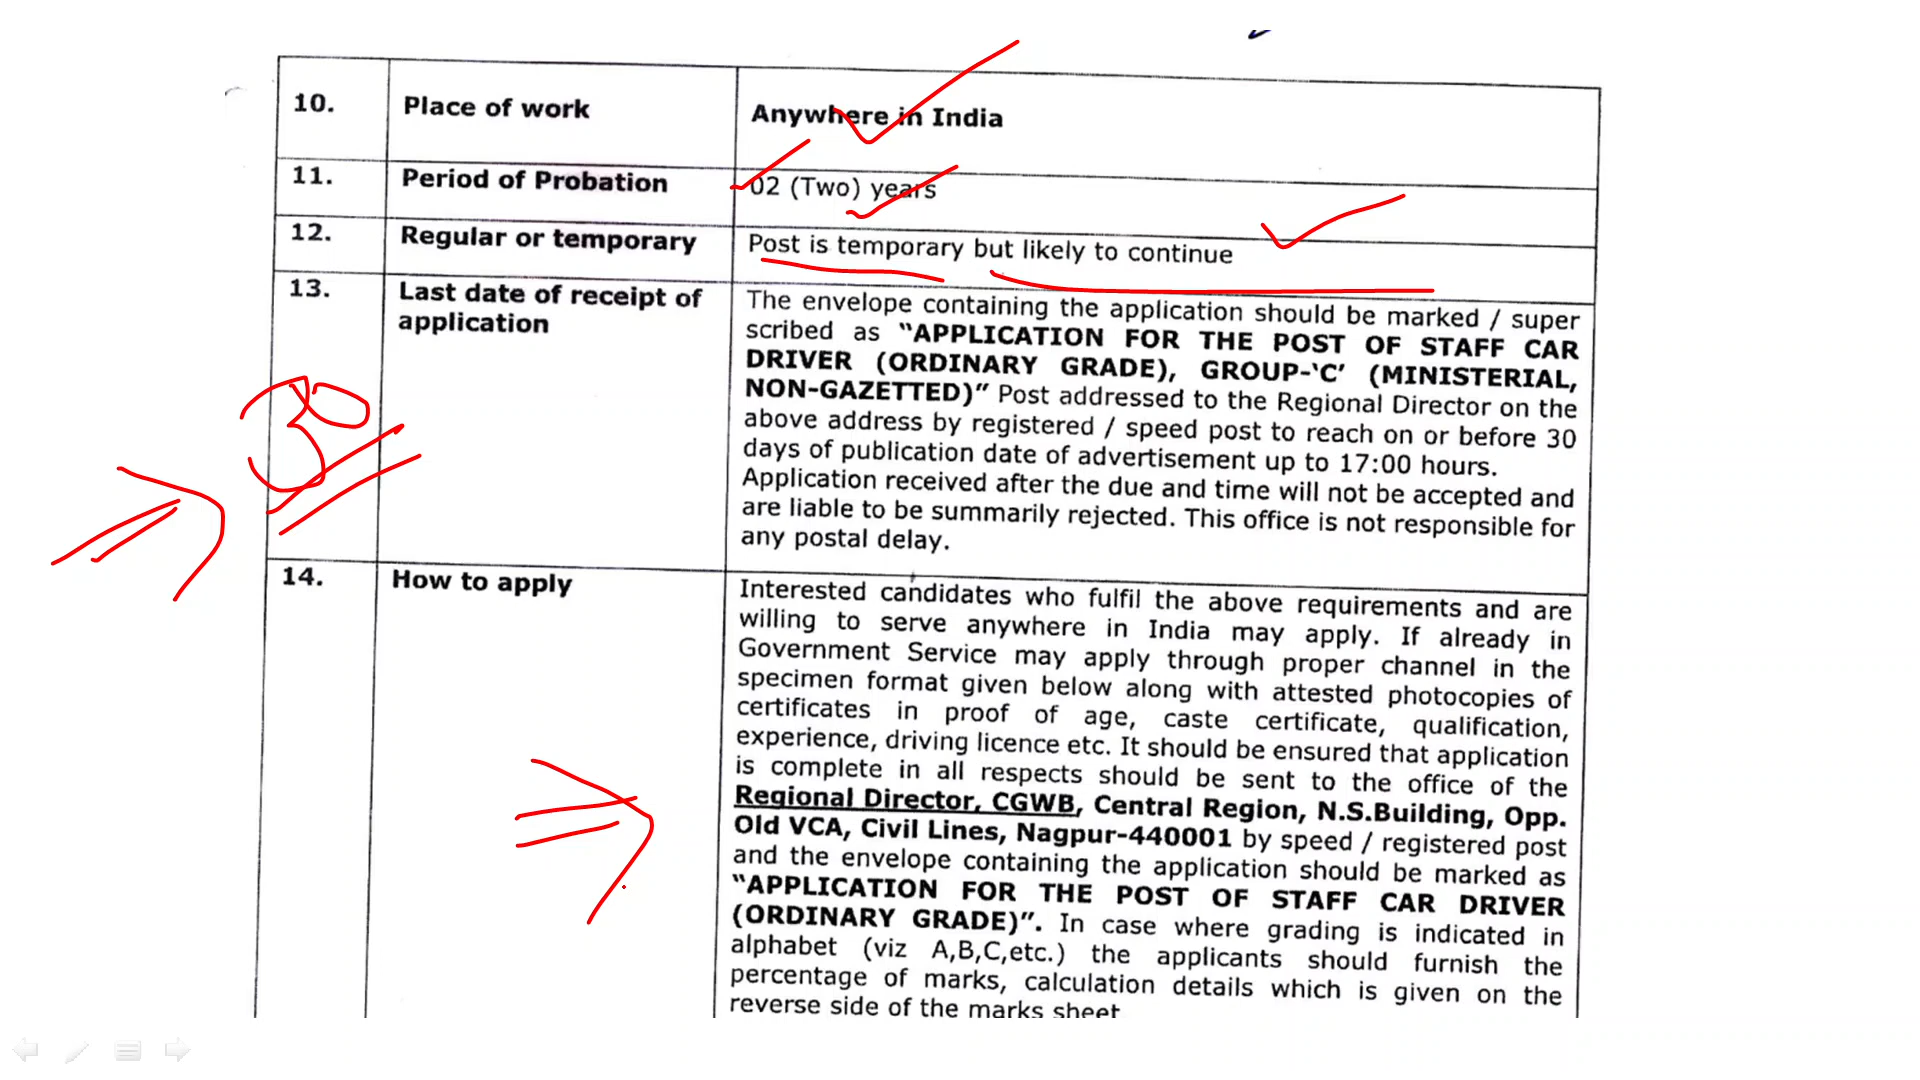 10. Place of work Anywhere in India
11. Period of Probation 02 (Two) years
12. Regular or temporary Post is temporary but likely to continue
13. Last date of receipt of
application
The envelope containing the application should be marked / super
scribed as “APPLICATION FOR THE POST OF STAFF CAR
DRIVER (ORDINARY GRADE), GROUP-‘C’ (MINISTERIAL,
NON-GAZETTED)” Post addressed to the Regional Director on the
above address by registered / speed post to reach on or before 30
days of publication date of advertisement up to 17:00 hours.
Application received after the due and time will not be accepted and
are liable to be summarily rejected. This office is not responsible for
any postal delay.
30
14. How to apply
Interested candidates who fulfil the above requirements and are
willing to serve anywhere in India may apply. If already in
Government Service may apply through proper channel in the
specimen format given below along with attested photocopies of
certificates in proof of age, caste certificate, qualification,
experience, driving licence etc. It should be ensured that application
is complete in all respects should be sent to the office of the
Regional Director, CGWB, Central Region, N.S.Building, Opp.
Old VCA, Civil Lines, Nagpur-440001 by speed / registered post
and the envelope containing the application should be marked as
“APPLICATION FOR THE POST OF STAFF CAR DRIVER
(ORDINARY GRADE)”. In case where grading is indicated in
alphabet (viz A,B,C,etc.) the applicants should furnish the
percentage of marks, calculation details which is given on the
reverse side of the marks sheet.